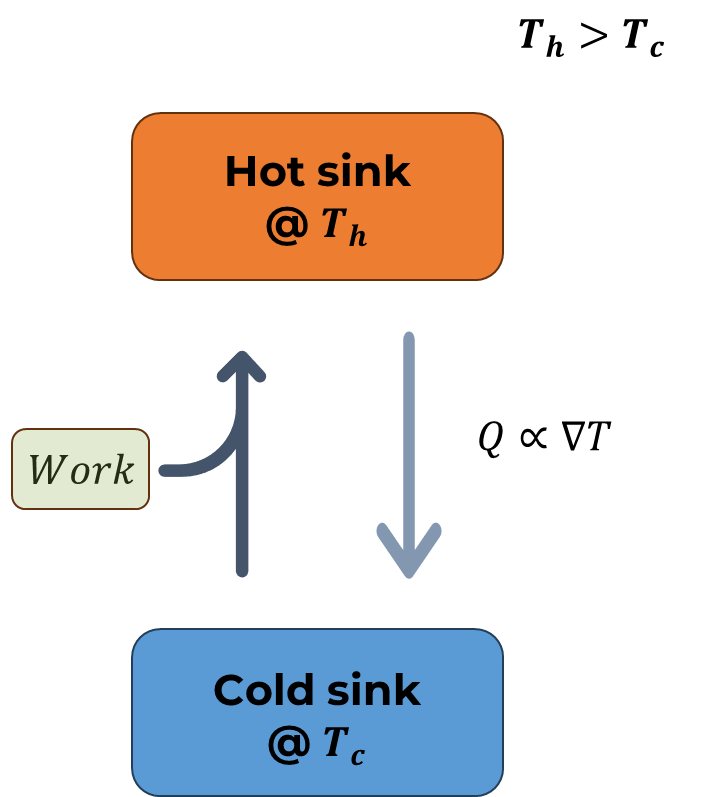 T_h > T_c
Hot sink
@ T_h
Work
Q ∝ ∇T
Cold sink
@ T_c